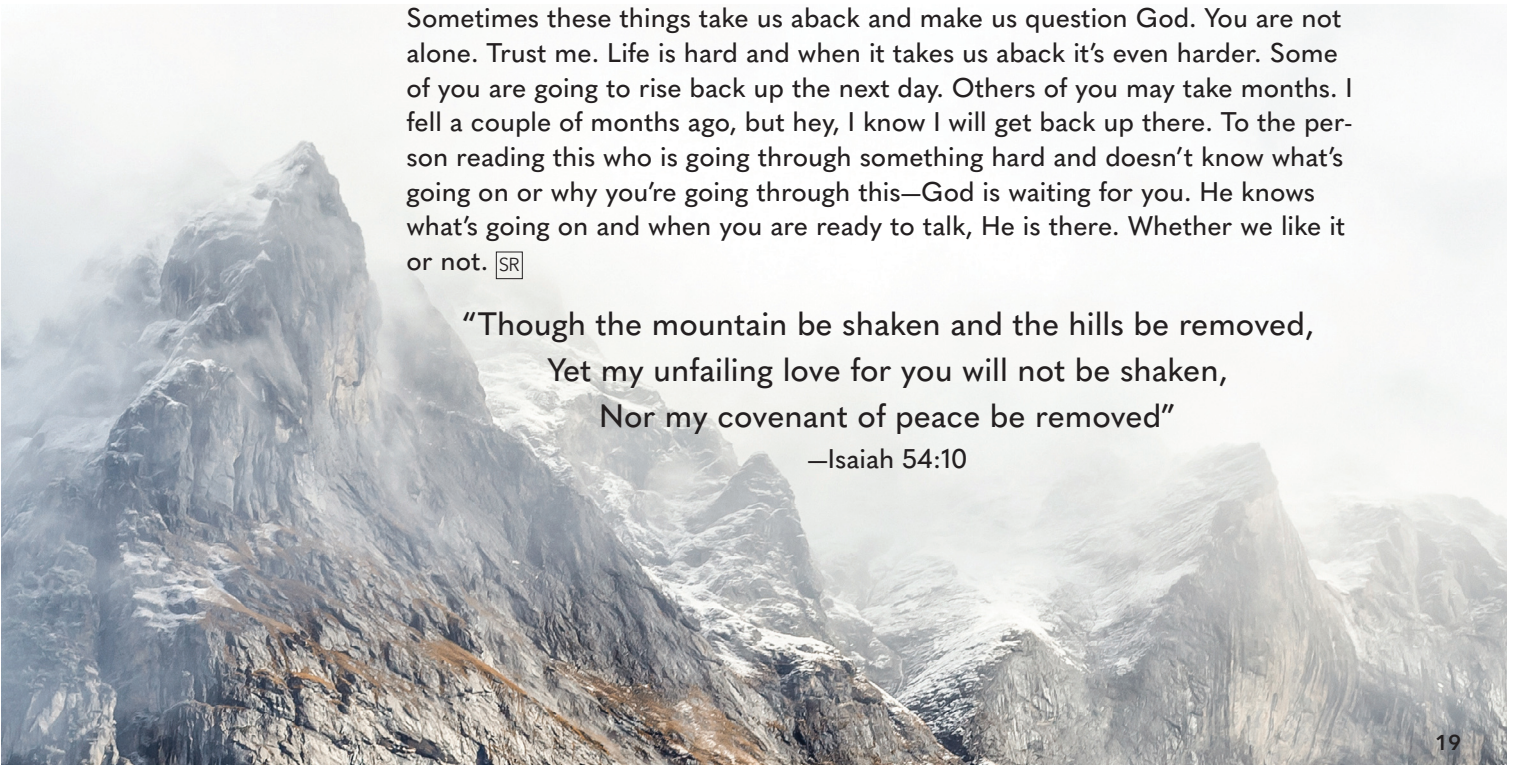 Sometimes these things take us aback and make us question God. You are not
alone. Trust me. Life is hard and when it takes us aback it’s even harder. Some
of you are going to rise back up the next day. Others of you may take months. I
fell a couple of months ago, but hey, I know I will get back up there. To the per-
son reading this who is going through something hard and doesn’t know what’s
going on or why you’re going through this—God is waiting for you. He knows
what’s going on and when you are ready to talk, He is there. Whether we like it
or not. SR
“Though the mountain be shaken and the hills be removed,
Yet my unfailing love for you will not be shaken,
Nor my covenant of peace be removed”
—Isaiah 54:10
19